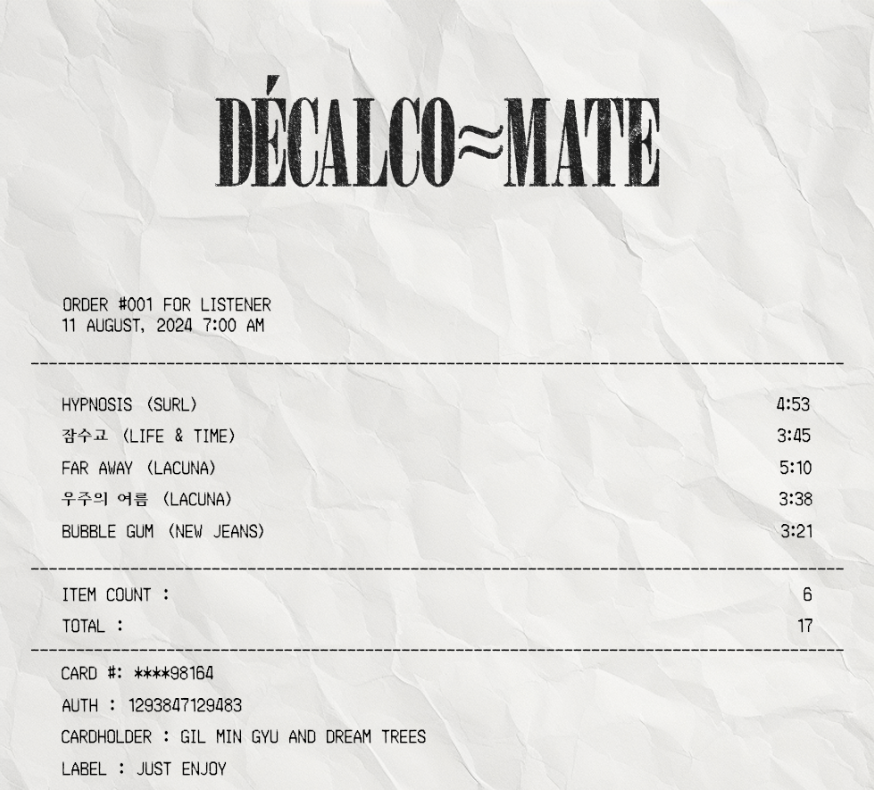 DÉCALCO≈MATE
ORDER #001 FOR LISTENER
11 AUGUST, 2024 7:00 AM
HYPNOSIS (SURL) 4:53
잠수교 (LIFE & TIME) 3:45
FAR AWAY (LACUNA) 5:10
우주의 여름 (LACUNA) 3:38
BUBBLE GUM (NEW JEANS) 3:21
ITEM COUNT : 6
TOTAL : 17
CARD #: ****98164
AUTH : 1293847129483
CARDHOLDER : GIL MIN GYU AND DREAM TREES
LABEL : JUST ENJOY